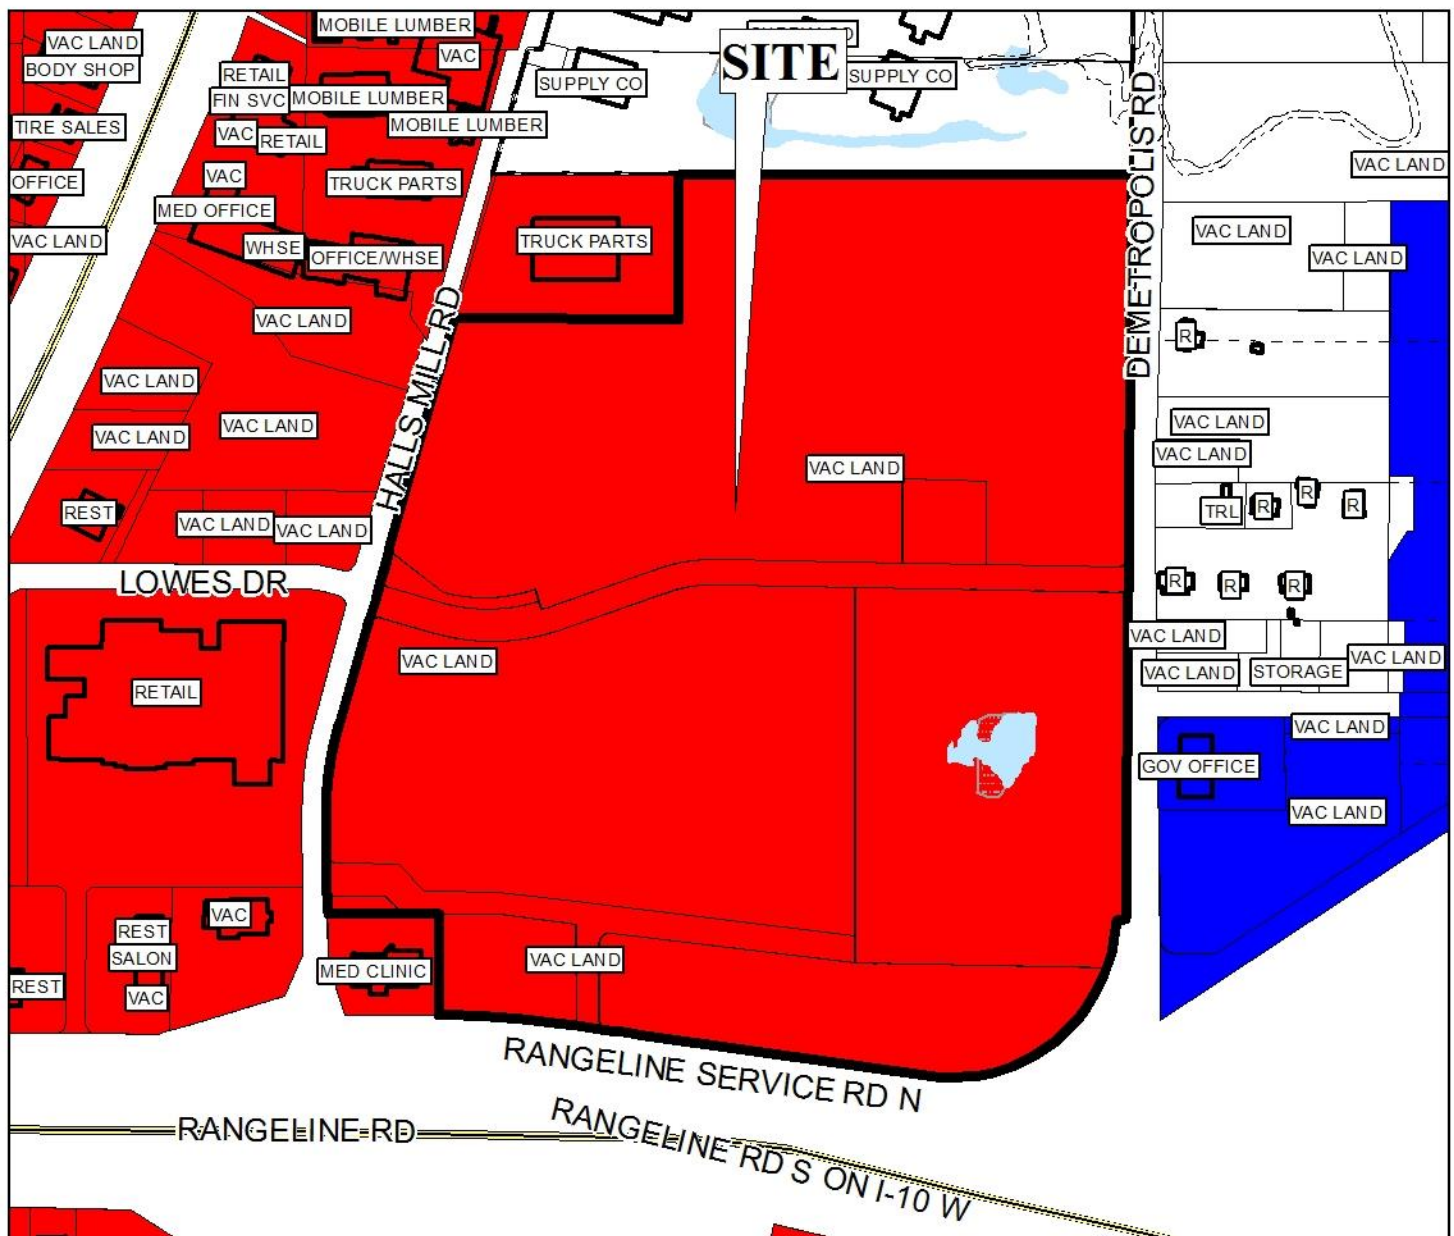 MOBILE LUMBER
VAC LAND
BODY SHOP
VAC
SITE
SUPPLY CO
SUPPLY CO
RETAIL
FIN SVC
MOBILE LUMBER
TIRE SALES
VAC
RETAIL
MOBILE LUMBER
VAC LAND
OFFICE
VAC
TRUCK PARTS
MED OFFICE
VAC LAND
WHSE
OFFICE/WHSE
TRUCK PARTS
DEMETROPOLIS RD
VAC LAND
VAC LAND
VAC LAND
R
HALLS MILL RD
VAC LAND
VAC LAND
VAC LAND
VAC LAND
VAC LAND
VAC LAND
REST
VAC LAND
VAC LAND
TRL
R
R
R
LOWES DR
R
R
R
VAC LAND
VAC LAND
VAC LAND
STORAGE
VAC LAND
RETAIL
VAC LAND
GOV OFFICE
VAC LAND
VAC
REST
SALON
VAC
REST
MED CLINIC
VAC LAND
RANGELINE SERVICE RD N
RANGELINE RD
RANGELINE RD S ON I-10 W